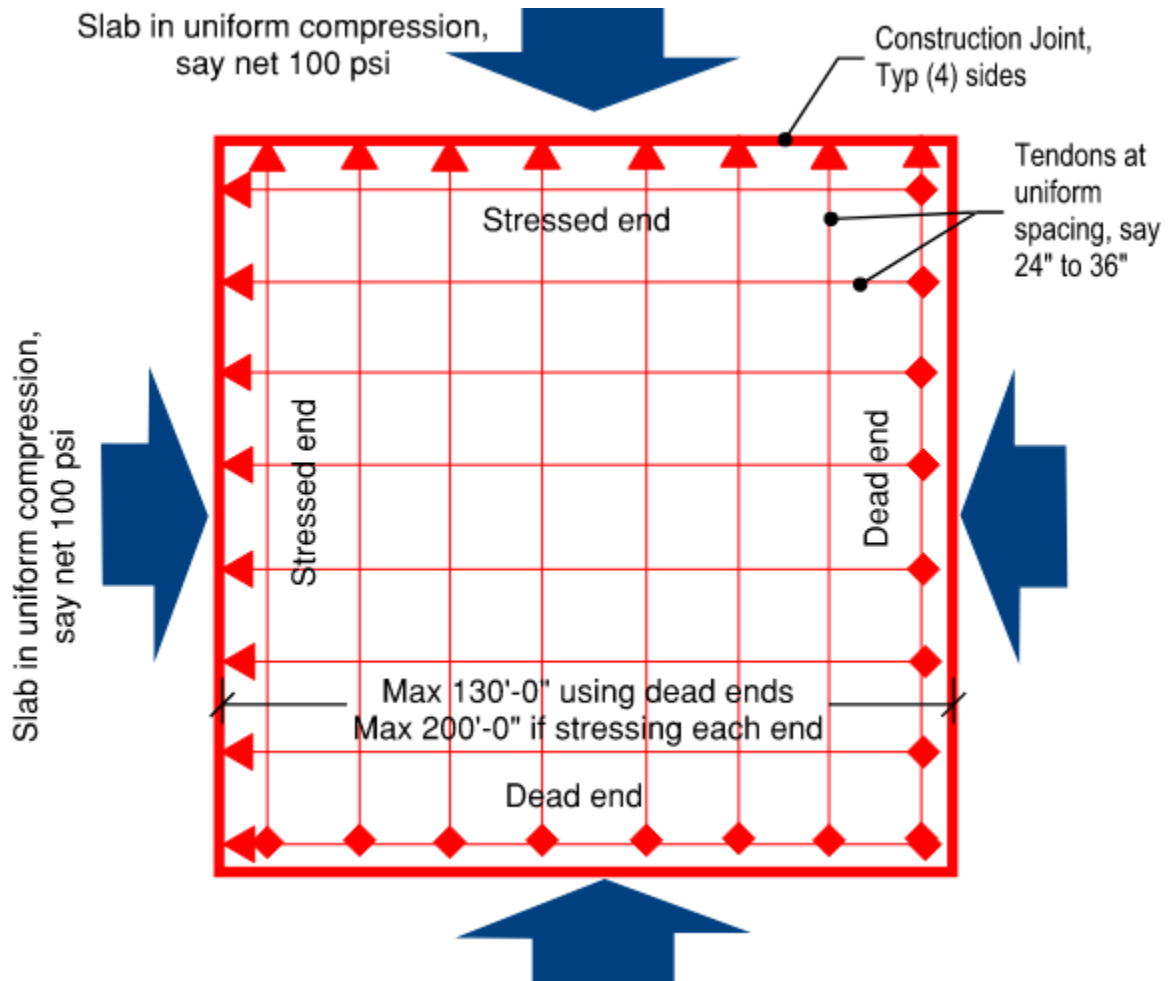 Slab in uniform compression,
say net 100 psi
Construction Joint,
Typ (4) sides
Tendons at
uniform
spacing, say
24" to 36"
Stressed end
Slab in uniform compression,
say net 100 psi
Stressed end
Dead end
Max 130'-0" using dead ends
Max 200'-0" if stressing each end
Dead end